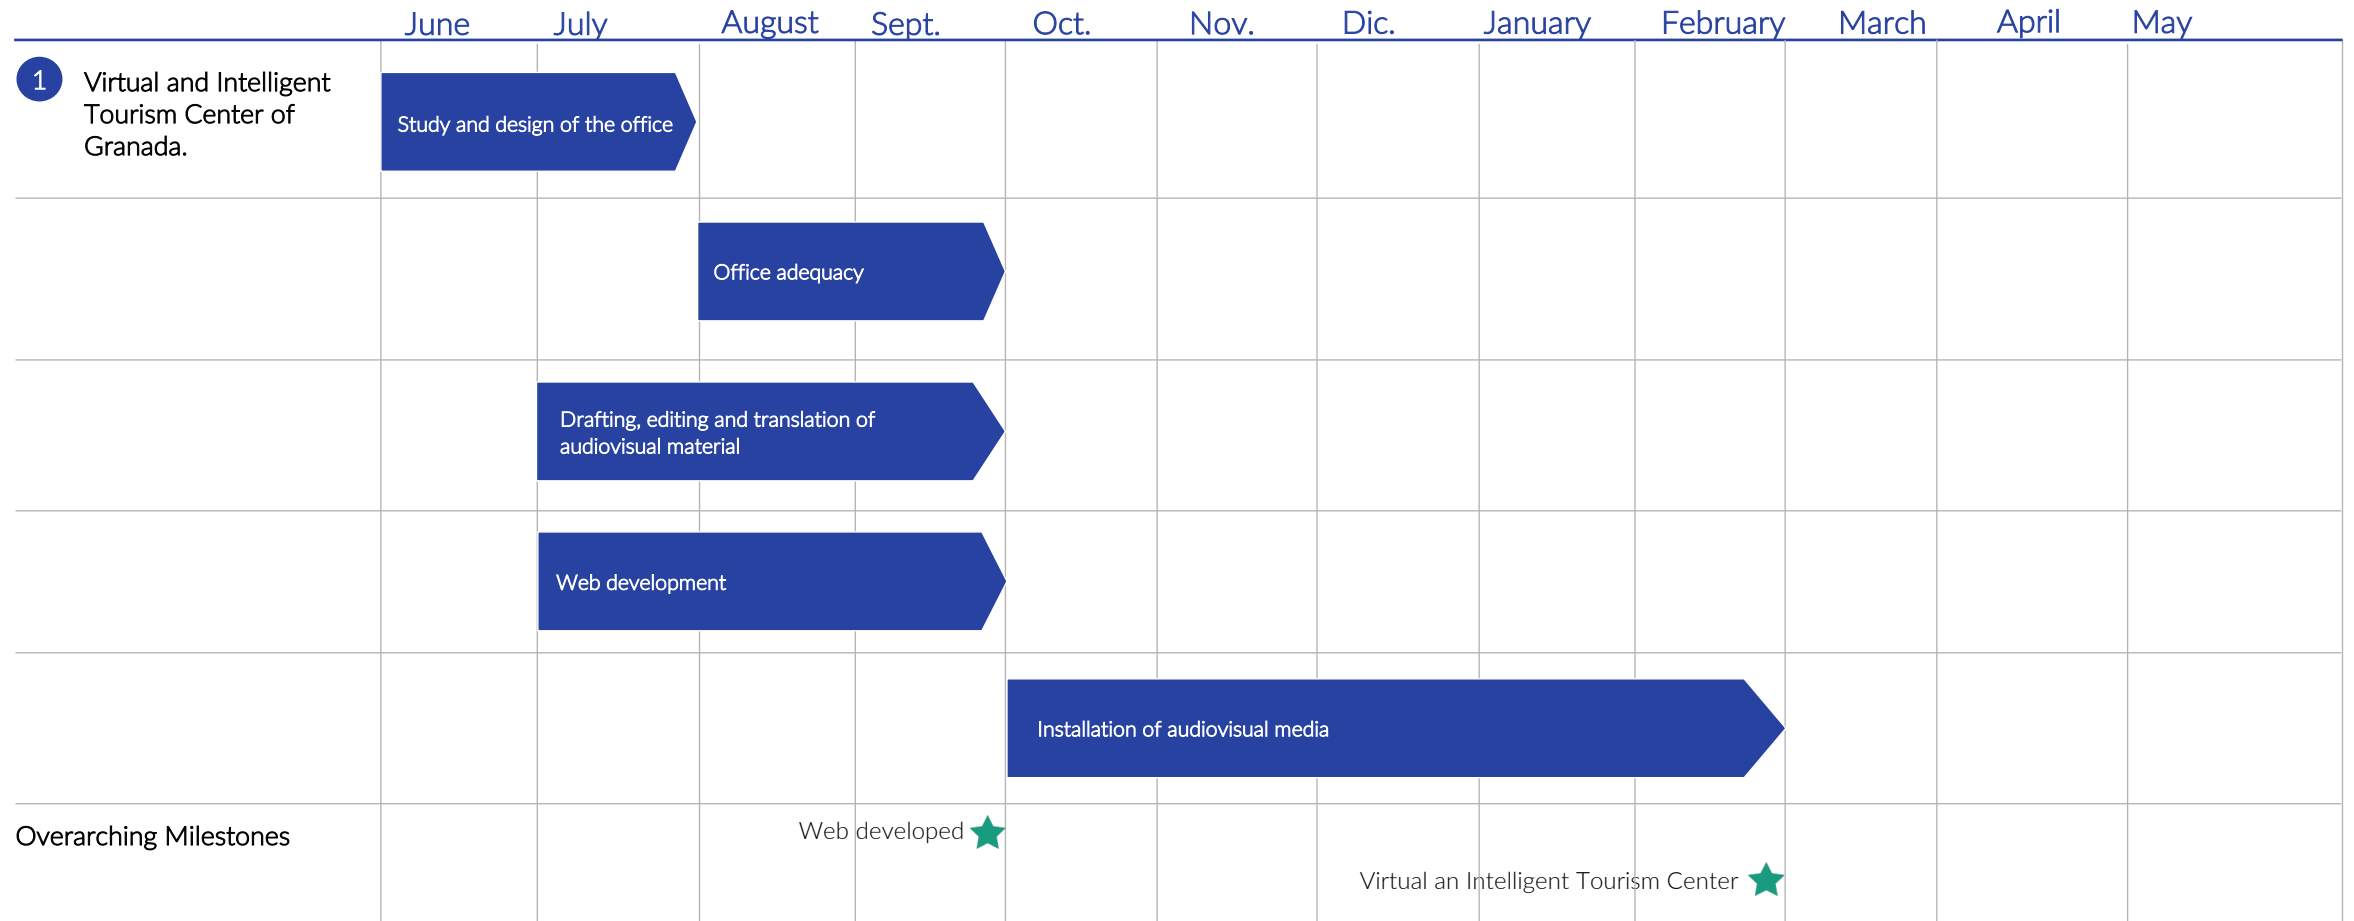 June July August Sept. Oct. Nov. Dic. January February March April May
1
Virtual and Intelligent
Tourism Center of
Granada.
Study and design of the office
Office adequacy
Drafting, editing and translation of
audiovisual material
Web development
Installation of audiovisual media
Overarching Milestones
Web developed
Virtual an Intelligent Tourism Center